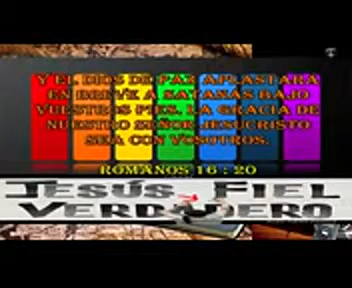 Y EL DIOS DE PAZ APLASTARÁ
EN BREVE A SATANÁS BAJO
VUESTROS PIES. LA GRACIA DE
NUESTRO SEÑOR JESUCRISTO
SEA CON VOSOTROS.
ROMANOS 16 : 20
JESÚS FIEL
VERDADERO